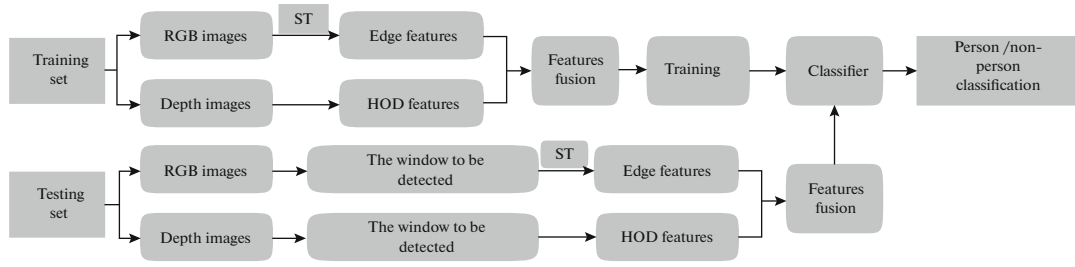 ST
RGB images
Edge features
Training
set
Depth images
HOD features
Features
fusion
Training
Classifier
Person /non-
person
classification
Testing
set
RGB images
The window to be
detected
ST
Edge features
Depth images
The window to be
detected
HOD features
Features
fusion